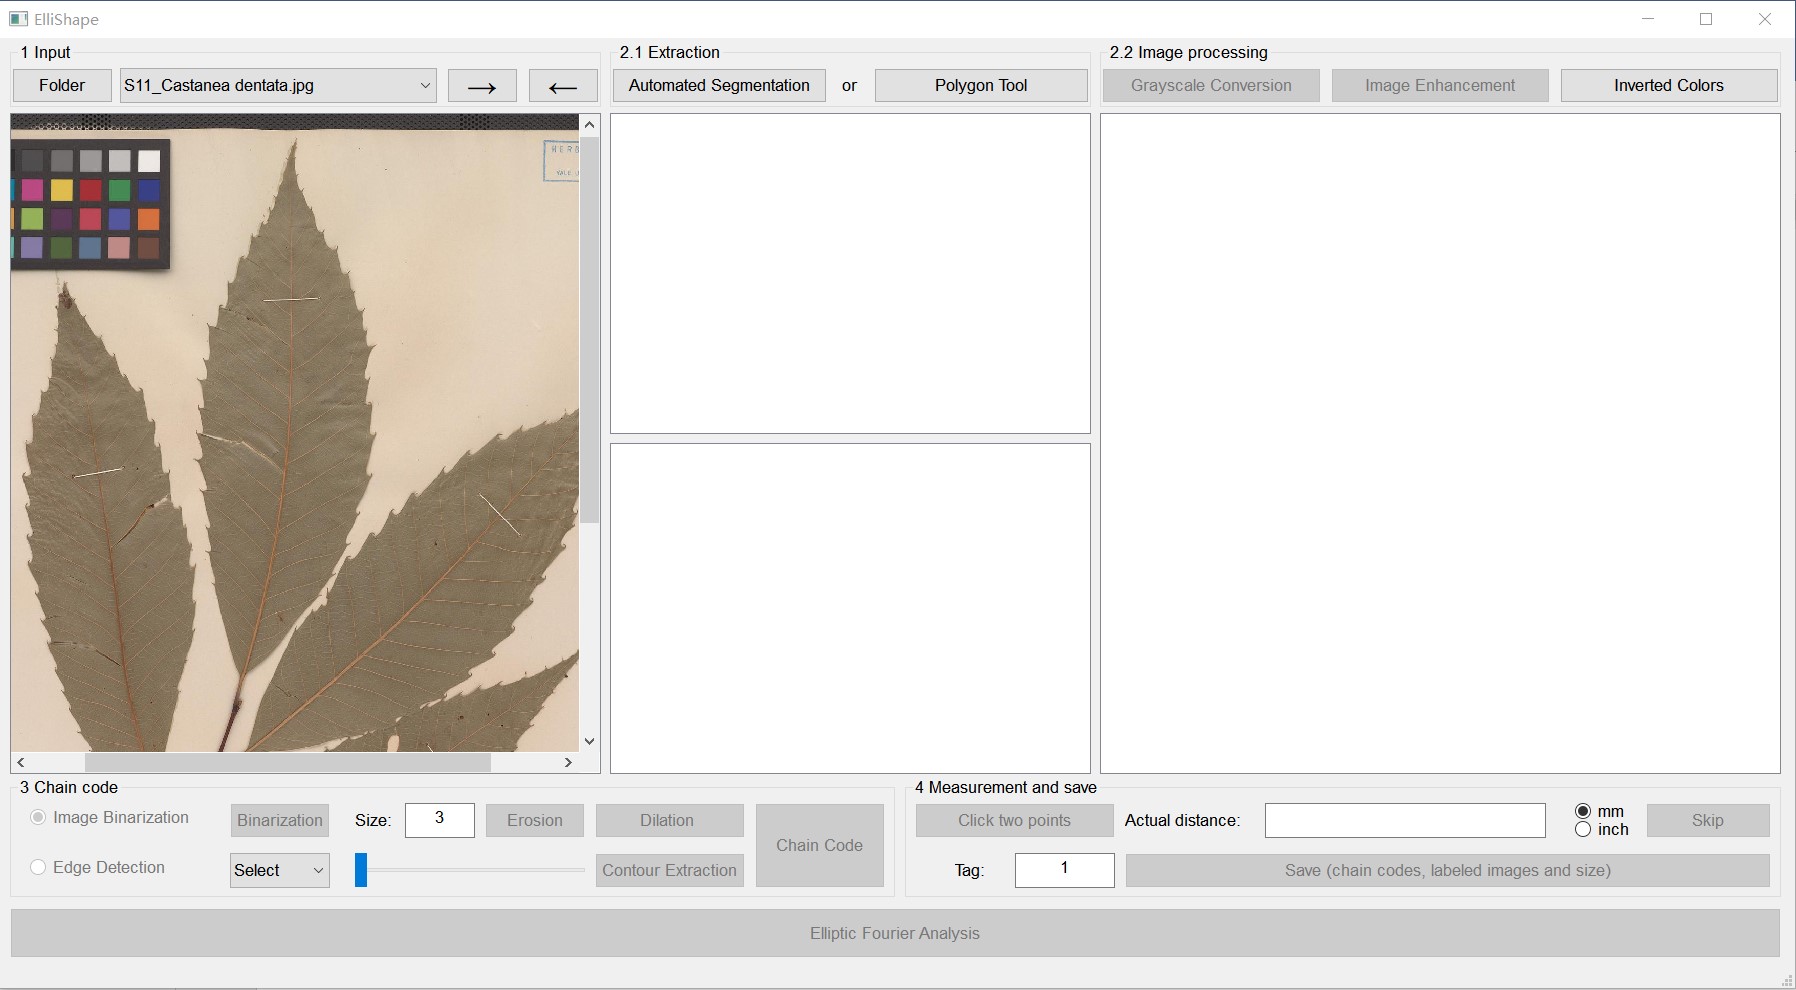 ElliShape
1 Input
2.1 Extraction
2.2 Image processing
Folder
S11_Castanea dentata.jpg
→
←
Automated Segmentation
or
Polygon Tool
Grayscale Conversion
Image Enhancement
Inverted Colors
3 Chain code
4 Measurement and save
Image Binarization
Binarization
Size:
3
Erosion
Dilation
Chain Code
Click two points
Actual distance:
mm
inch
Skip
Edge Detection
Select
Contour Extraction
Tag:
1
Save (chain codes, labeled images and size)
Elliptic Fourier Analysis